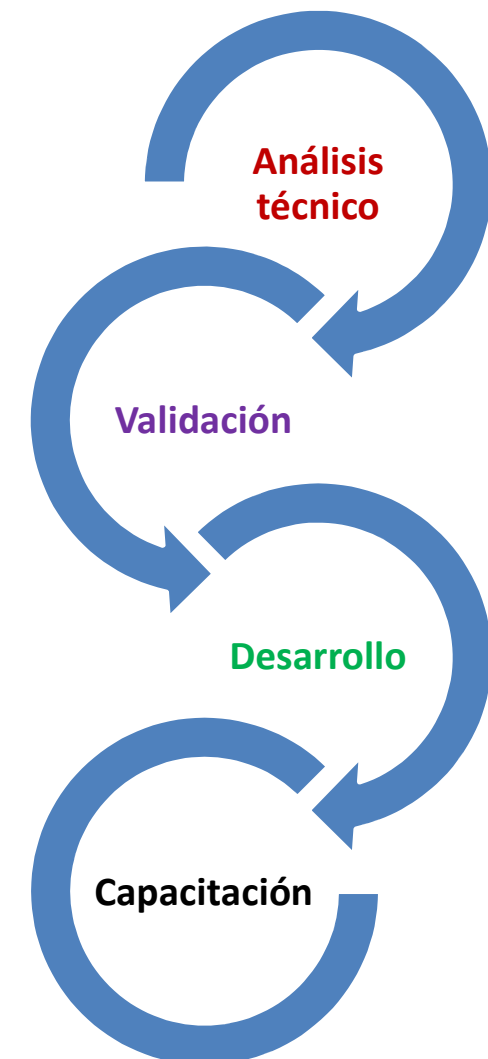 Análisis
técnico
Validación
Desarrollo
Capacitación